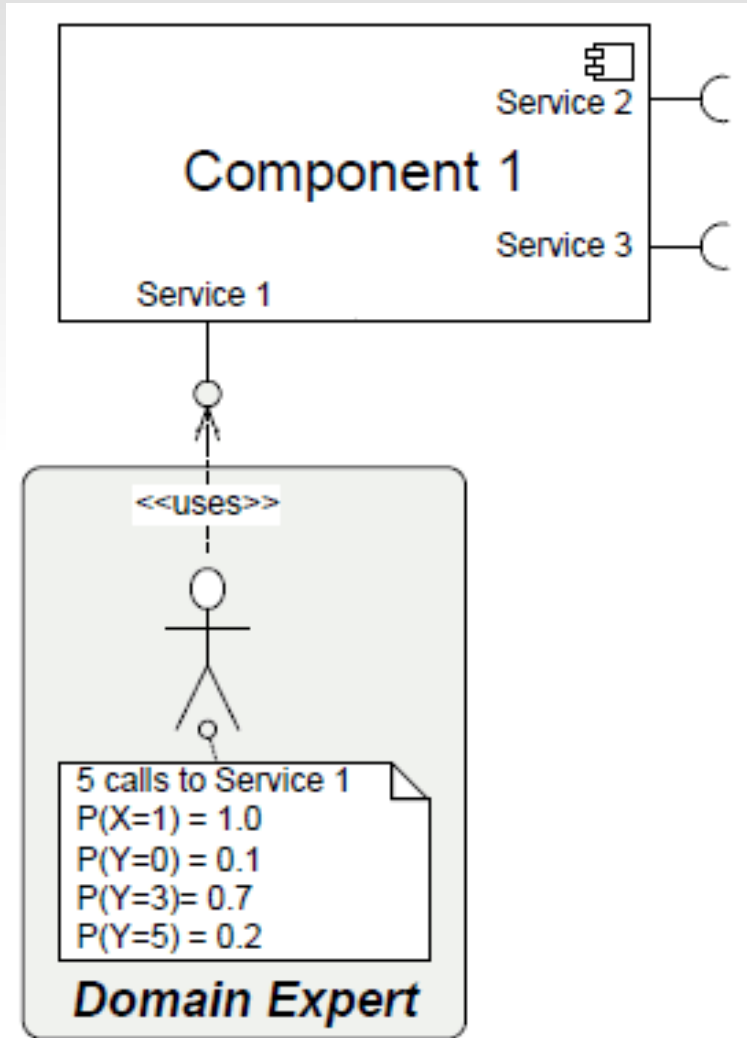 Service 2
Component 1
Service 3
Service 1
<<uses>>
5 calls to Service 1
P(X=1) = 1.0
P(Y=0) = 0.1
P(Y=3)= 0.7
P(Y=5) = 0.2
Domain Expert